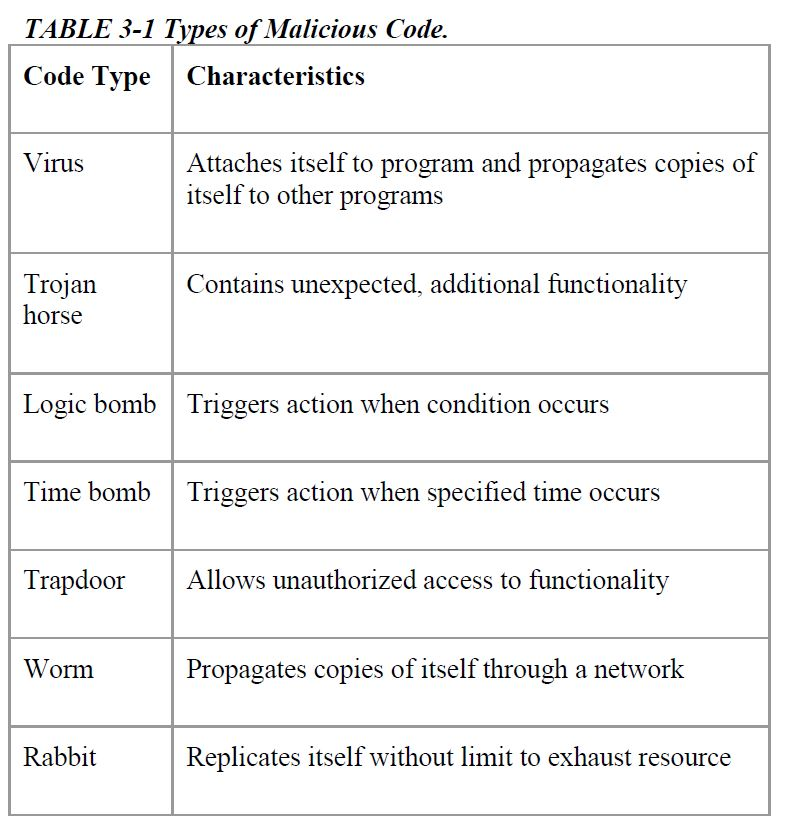 TABLE 3-1 Types of Malicious Code.
Code Type Characteristics
Virus Attaches itself to program and propagates copies of
itself to other programs
Trojan Contains unexpected, additional functionality
horse
Logic bomb Triggers action when condition occurs
Time bomb Triggers action when specified time occurs
Trapdoor Allows unauthorized access to functionality
Worm Propagates copies of itself through a network
Rabbit Replicates itself without limit to exhaust resource